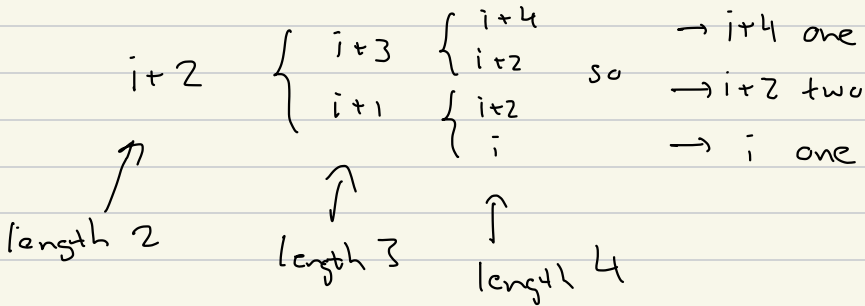 i+2 { i+3 { i+4
i+2
i+1 { i+2
i
so → i+4 one
→ i+2 two
→ i one
length 2
length 3
length 4